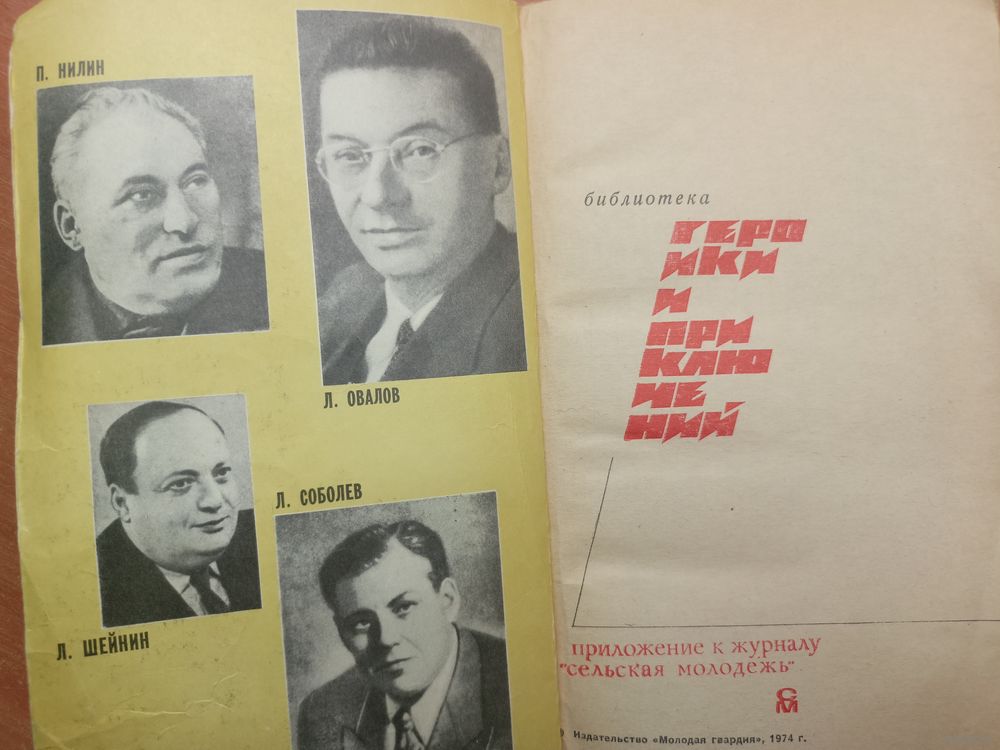 П. НИЛИН
Л. ОВАЛОВ
Л. СОБОЛЕВ
Л. ШЕЙНИН
библиотека
ГЕРО
ИКИ
И
ПРИ
КЛЮ
ЧЕ
НИЙ
приложение к журналу
"сельская молодежь"
СМ
© Издательство «Молодая гвардия», 1974 г.